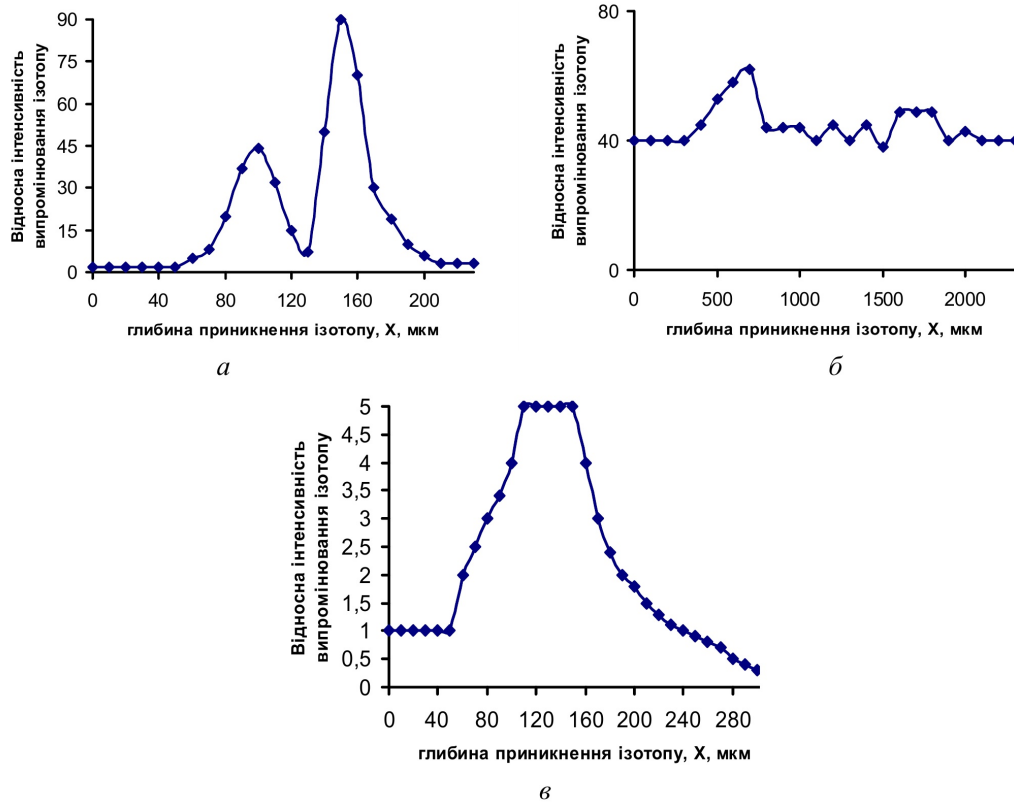 90
75
60
45
30
15
0
0 40 80 120 160 200
Відносна інтенсивність
випромінювання ізотопу
глибина приникнення ізотопу, X, мкм
а
80
40
0
0 500 1000 1500 2000
Відносна інтенсивність
випромінювання ізотопу
глибина приникнення ізотопу, X, мкм
б
5
4,5
4
3,5
3
2,5
2
1,5
1
0,5
0
0 40 80 120 160 200 240 280
Відносна інтенсивність
випромінювання ізотопу
глибина приникнення ізотопу, X, мкм
в